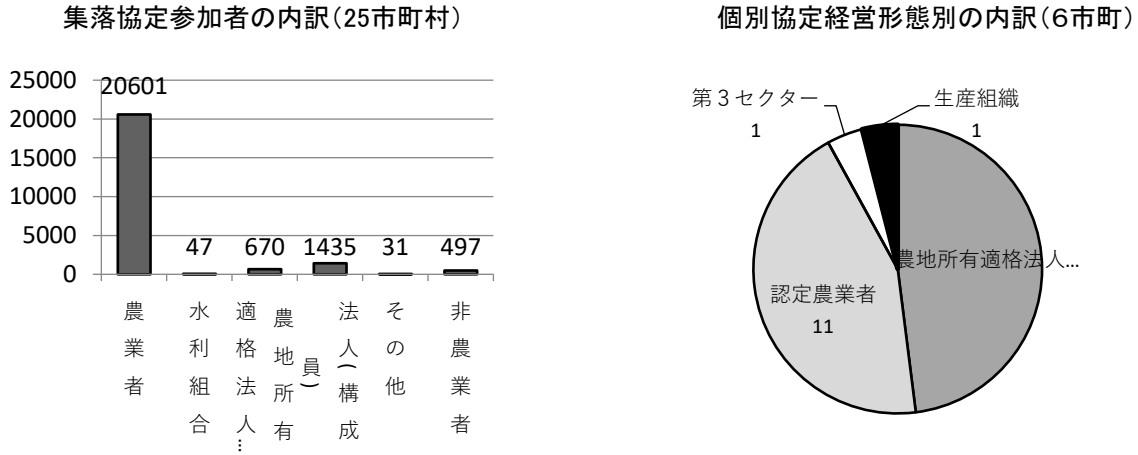 集落協定参加者の内訳(25市町村)
25000
20000
15000
10000
5000
0
20601
47
670
1435
31
497
農業者
水利組合
農地所有
適格法人…
法人(構成
員)
その他
非農業者
個別協定経営形態別の内訳(6市町)
第3セクター
1
生産組織
1
農地所有適格法人...
認定農業者
11